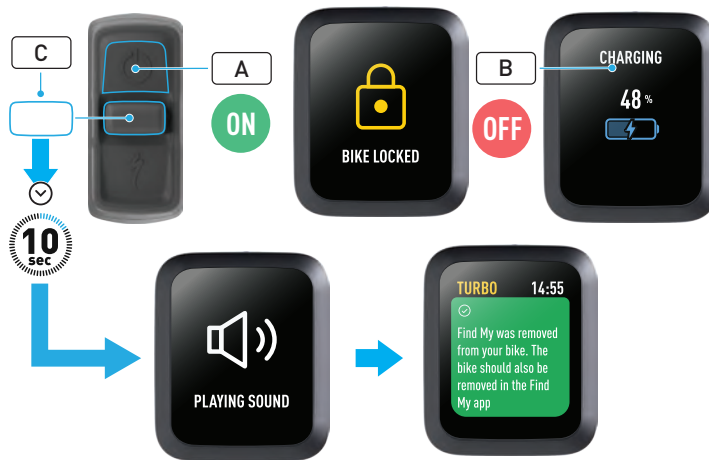 C
A
B
ON
BIKE LOCKED
OFF
CHARGING
48 %
10
sec
PLAYING SOUND
TURBO 14:55
Find My was removed
from your bike. The
bike should also be
removed in the Find
My app